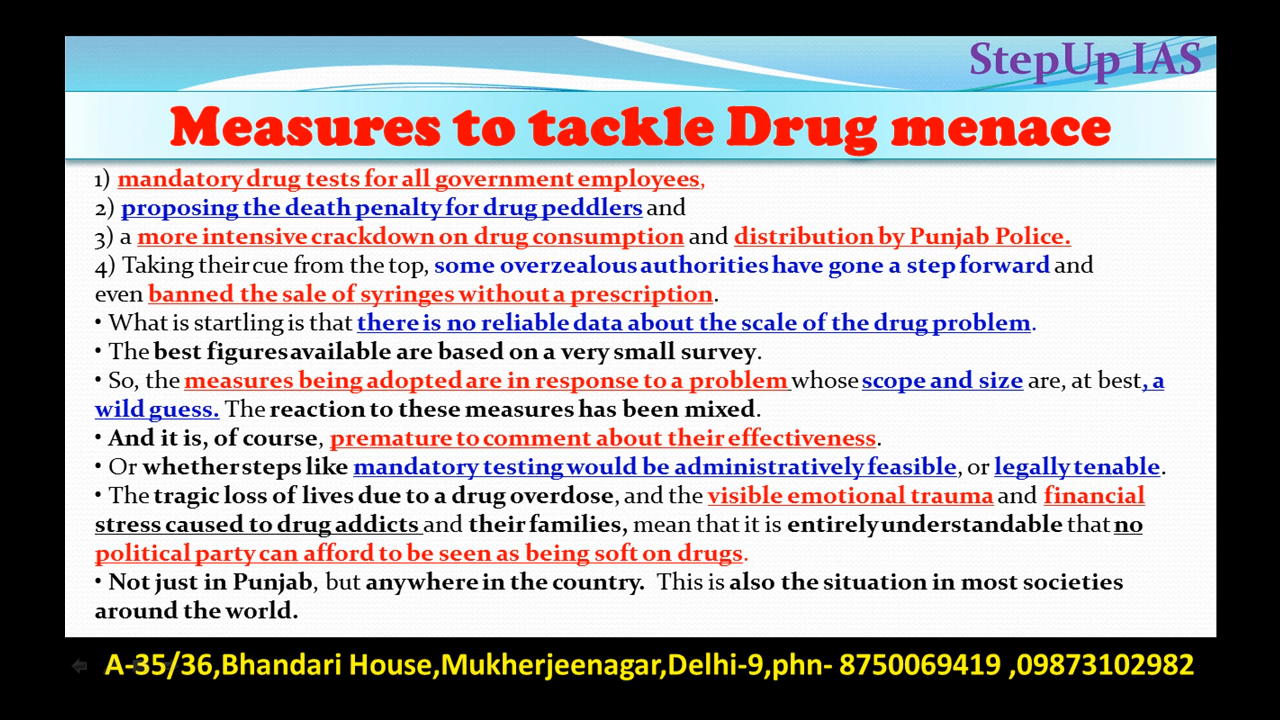 StepUp IAS
Measures to tackle Drug menace
1) mandatory drug tests for all government employees,
2) proposing the death penalty for drug peddlers and
3) a more intensive crackdown on drug consumption and distribution by Punjab Police.
4) Taking their cue from the top, some overzealous authorities have gone a step forward and
even banned the sale of syringes without a prescription.
• What is startling is that there is no reliable data about the scale of the drug problem.
• The best figures available are based on a very small survey.
• So, the measures being adopted are in response to a problem whose scope and size are, at best, a
wild guess. The reaction to these measures has been mixed.
• And it is, of course, premature to comment about their effectiveness.
• Or whether steps like mandatory testing would be administratively feasible, or legally tenable.
• The tragic loss of lives due to a drug overdose, and the visible emotional trauma and financial
stress caused to drug addicts and their families, mean that it is entirely understandable that no
political party can afford to be seen as being soft on drugs.
• Not just in Punjab, but anywhere in the country. This is also the situation in most societies
around the world.
A-35/36,Bhandari House,Mukherjeenagar,Delhi-9,phn- 8750069419 ,09873102982